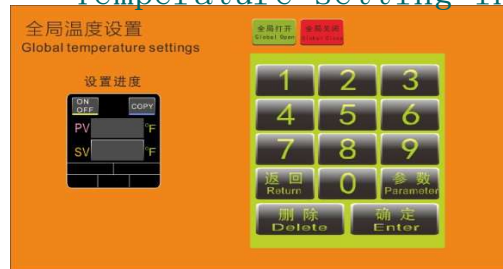 Temperature setting in
全局温度设置
Global temperature settings
全局打开
Global Open
全局关闭
Global Close
设置进度
ON
OFF
COPY
PV
°F
SV
°F
1 2 3
4 5 6
7 8 9
返回
Return
0
参数
Parameter
删除
Delete
确定
Enter